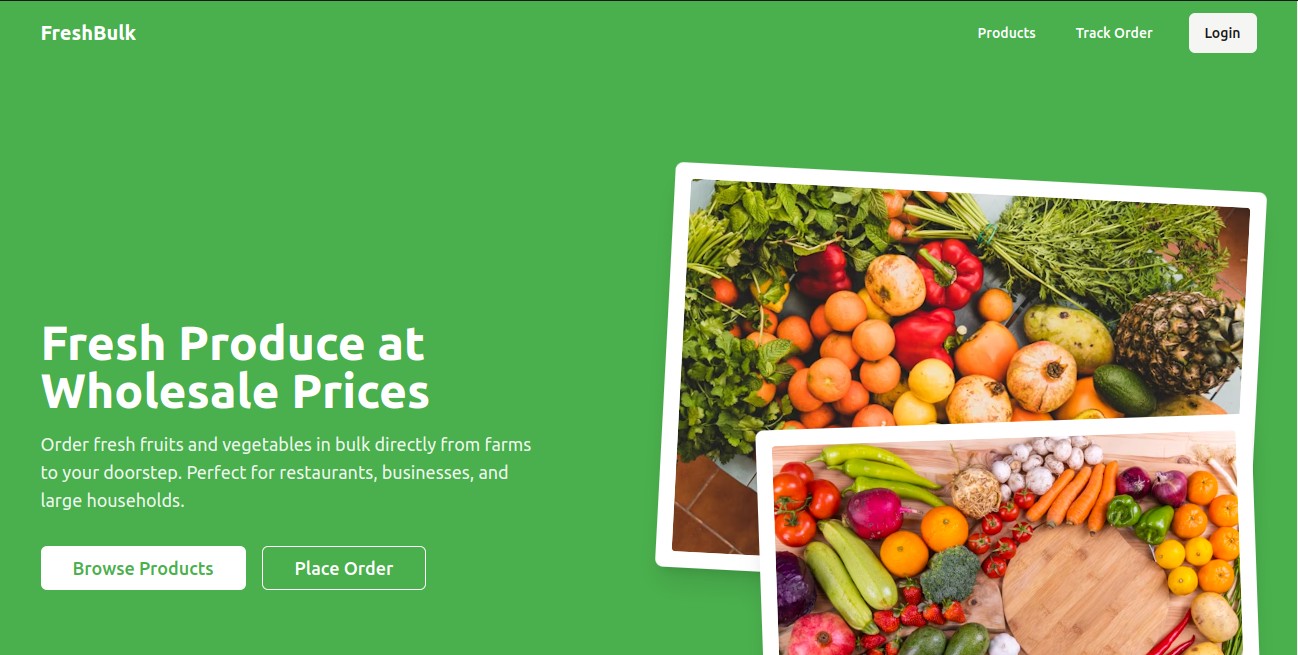 FreshBulk
Products
Track Order
Login
Fresh Produce at
Wholesale Prices
Order fresh fruits and vegetables in bulk directly from farms
to your doorstep. Perfect for restaurants, businesses, and
large households.
Browse Products
Place Order